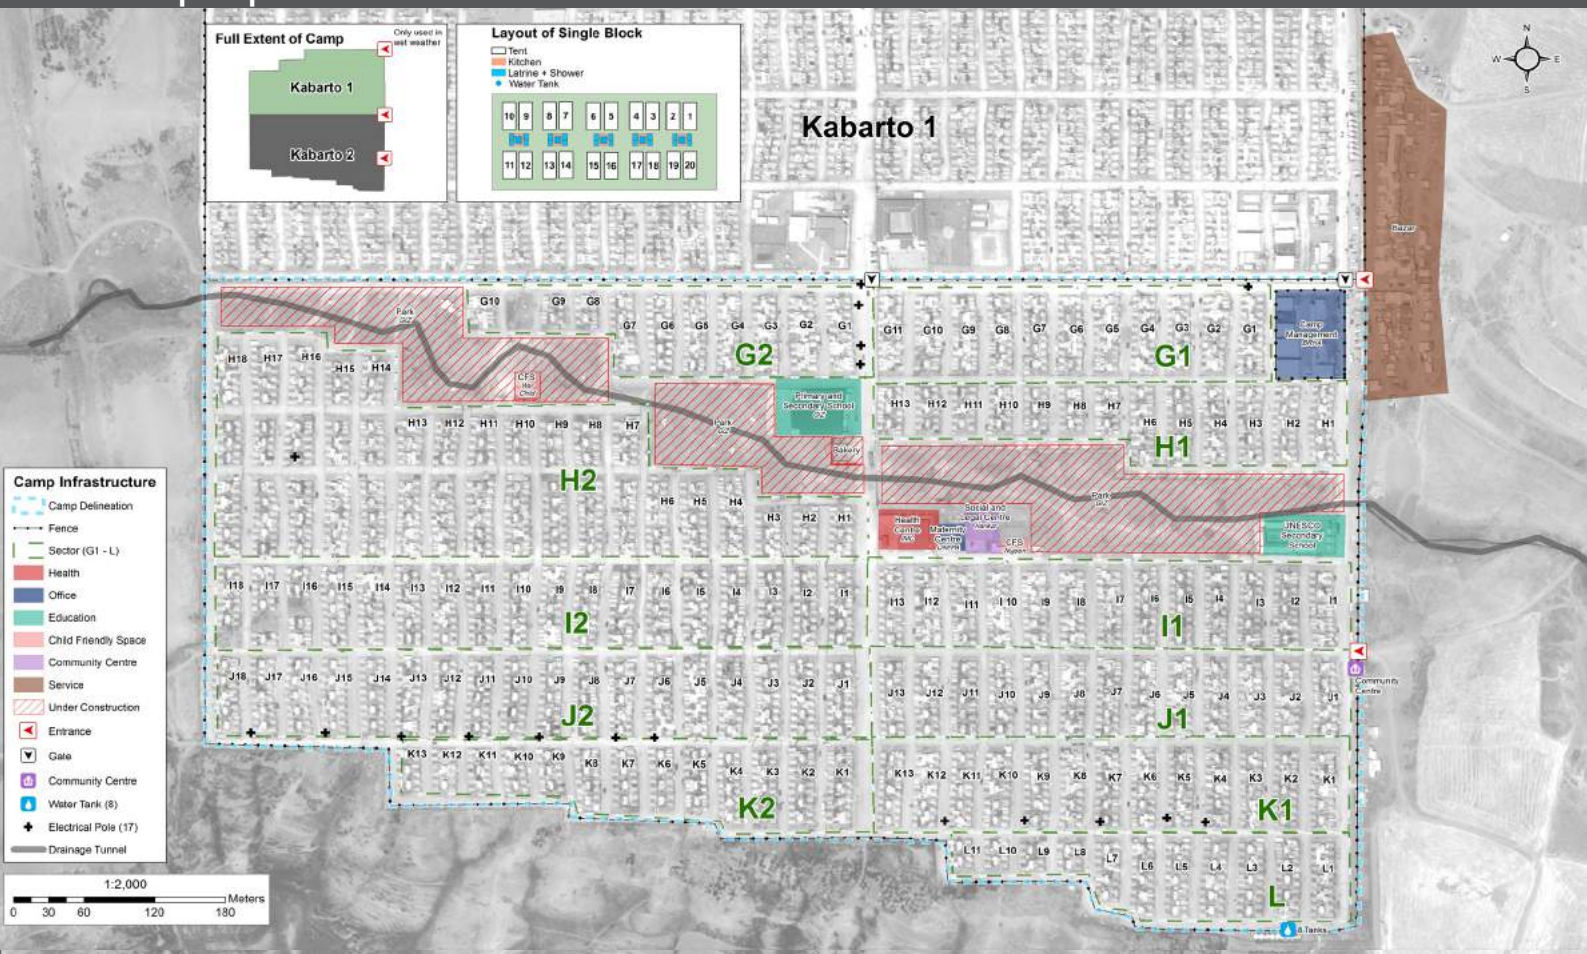 Full Extent of Camp
Only used in
wet weather
Kabarto 1
Kabarto 2
Layout of Single Block
Tent
Kitchen
Latrine + Shower
Water Tank
10 9 8 7 6 5 4 3 2 1
11 12 13 14 15 16 17 18 19 20
Kabarto 1
N
W E
S
Bazar
Park
GIZ
G10 G9 G8
G7 G6 G5 G4 G3 G2 G1
G2
G11 G10 G9 G8 G7 G6 G5 G4 G3 G2 G1
G1
Camp
Management
BRHA
H18 H17 H16 H15 H14
CFS
Child
Primary and
Secondary School
Park
GIZ
Bakery
H13 H12 H11 H10 H9 H8 H7
H2
H6 H5 H4
H3 H2 H1
H13 H12 H11 H10 H9 H8 H7
H6 H5 H4 H3 H2 H1
H1
Park
GIZ
Health
Centre
IMC
Maternity
Centre
UNFPA
Social and
Legal Centre
Harikar
CFS
UNESCO
Secondary
School
I18 I17 I16 I15 I14 I13 I12 I11 I10 I9 I8 I7 I6 I5 I4 I3 I2 I1
I2
I13 I12 I11 I10 I9 I8 I7 I6 I5 I4 I3 I2 I1
I1
J18 J17 J16 J15 J14 J13 J12 J11 J10 J9 J8 J7 J6 J5 J4 J3 J2 J1
J2
J13 J12 J11 J10 J9 J8 J7 J6 J5 J4 J3 J2 J1
J1
Community
Centre
K13 K12 K11 K10 K9 K8 K7 K6 K5 K4 K3 K2 K1
K2
K13 K12 K11 K10 K9 K8 K7 K6 K5 K4 K3 K2 K1
K1
L11 L10 L9 L8 L7 L6 L5 L4 L3 L2 L1
L
8 Tanks
Camp Infrastructure
Camp Delineation
Fence
Sector (G1 - L)
Health
Office
Education
Child Friendly Space
Community Centre
Service
Under Construction
Entrance
Gate
Community Centre
Water Tank (8)
Electrical Pole (17)
Drainage Tunnel
1:2,000
Meters
0 30 60 120 180